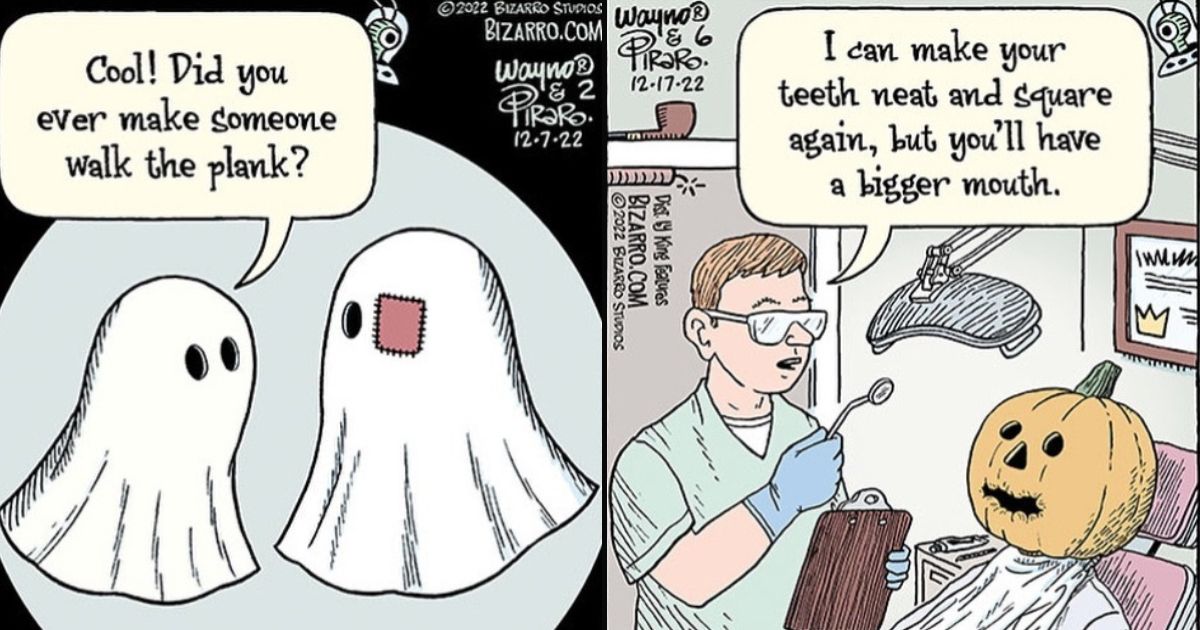 ©2022 BIZARRO STUDIOS
BIZARRO.COM
WAYNO®
& 2
PIRARO.
12-7-22
Cool! Did you
ever make someone
walk the plank?
WAYNO®
& 6
PIRARO.
12-17-22
I can make your
teeth neat and square
again, but you'll have
a bigger mouth.
DIST. BY KING FEATURES
BIZARRO.COM
©2022 BIZARRO STUDIOS